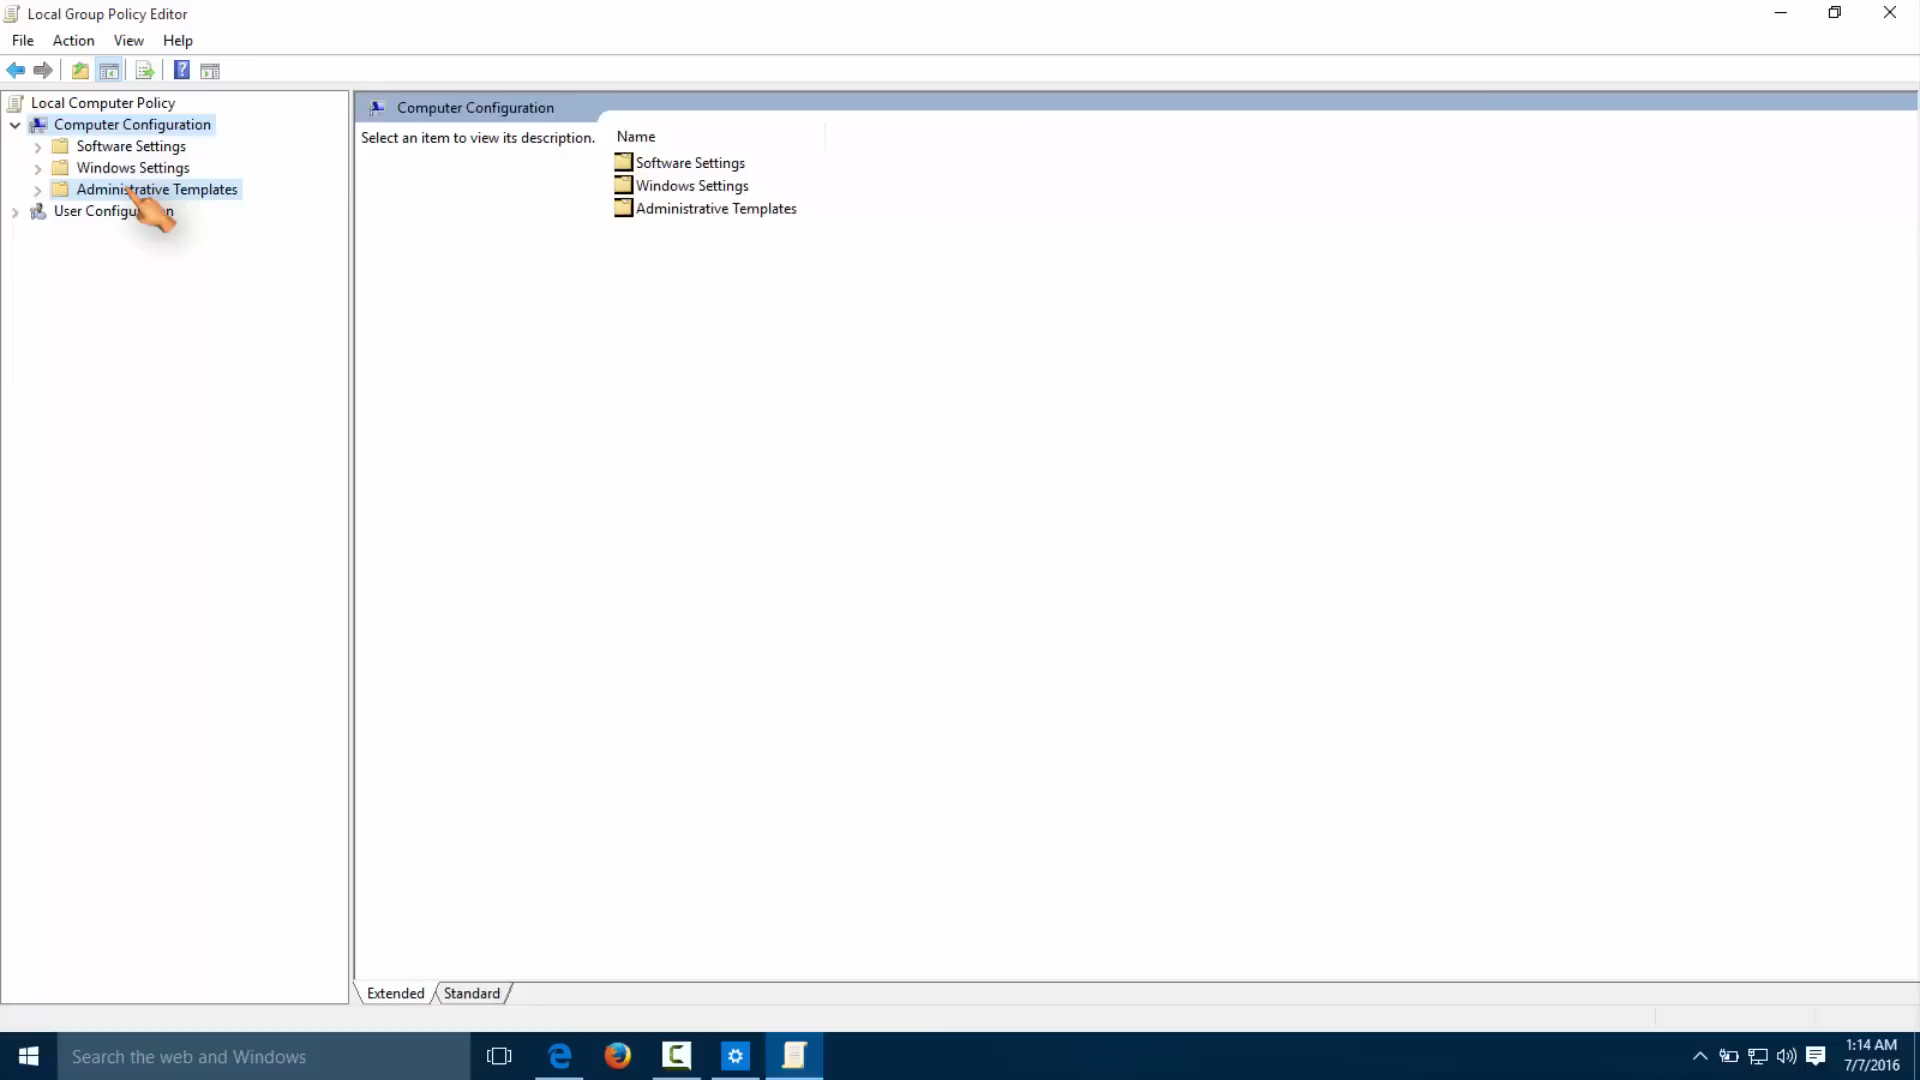 Local Group Policy Editor
File Action View Help
Local Computer Policy
Computer Configuration
Software Settings
Windows Settings
Administrative Templates
User Configuration
Computer Configuration
Select an item to view its description.
Name
Software Settings
Windows Settings
Administrative Templates
Extended Standard
Search the web and Windows
1:14 AM
7/7/2016